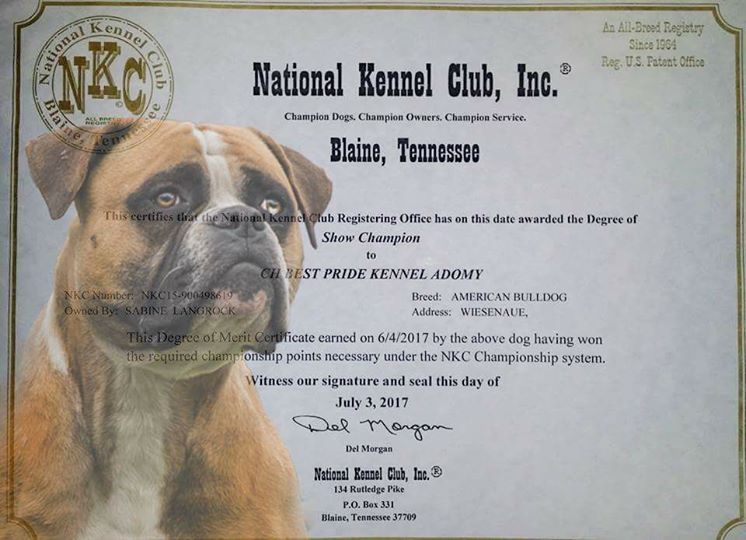 National Kennel Club
NKC
©
ALL BREED
REGISTRY
Blaine, Tennessee
An All-Breed Registry
Since 1964
Reg. U.S. Patent Office
National Kennel Club, Inc.®
Champion Dogs. Champion Owners. Champion Service.
Blaine, Tennessee
This certifies that the National Kennel Club Registering Office has on this date awarded the Degree of
Show Champion
to
CH BEST PRIDE KENNEL ADOMY
NKC Number: NKC15-900498619
Owned By: SABINE LANGROCK
Breed: AMERICAN BULLDOG
Address: WIESENAUE,
This Degree of Merit Certificate earned on 6/4/2017 by the above dog having won
the required championship points necessary under the NKC Championship system.
Witness our signature and seal this day of
July 3, 2017
Del Morgan
Del Morgan
National Kennel Club, Inc.®
134 Rutledge Pike
P.O. Box 331
Blaine, Tennessee 37709